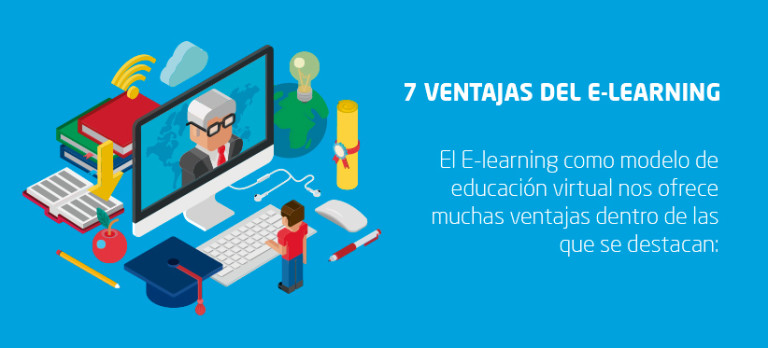 7 VENTAJAS DEL E-LEARNING
El E-learning como modelo de
educación virtual nos ofrece
muchas ventajas dentro de las
que se destacan: